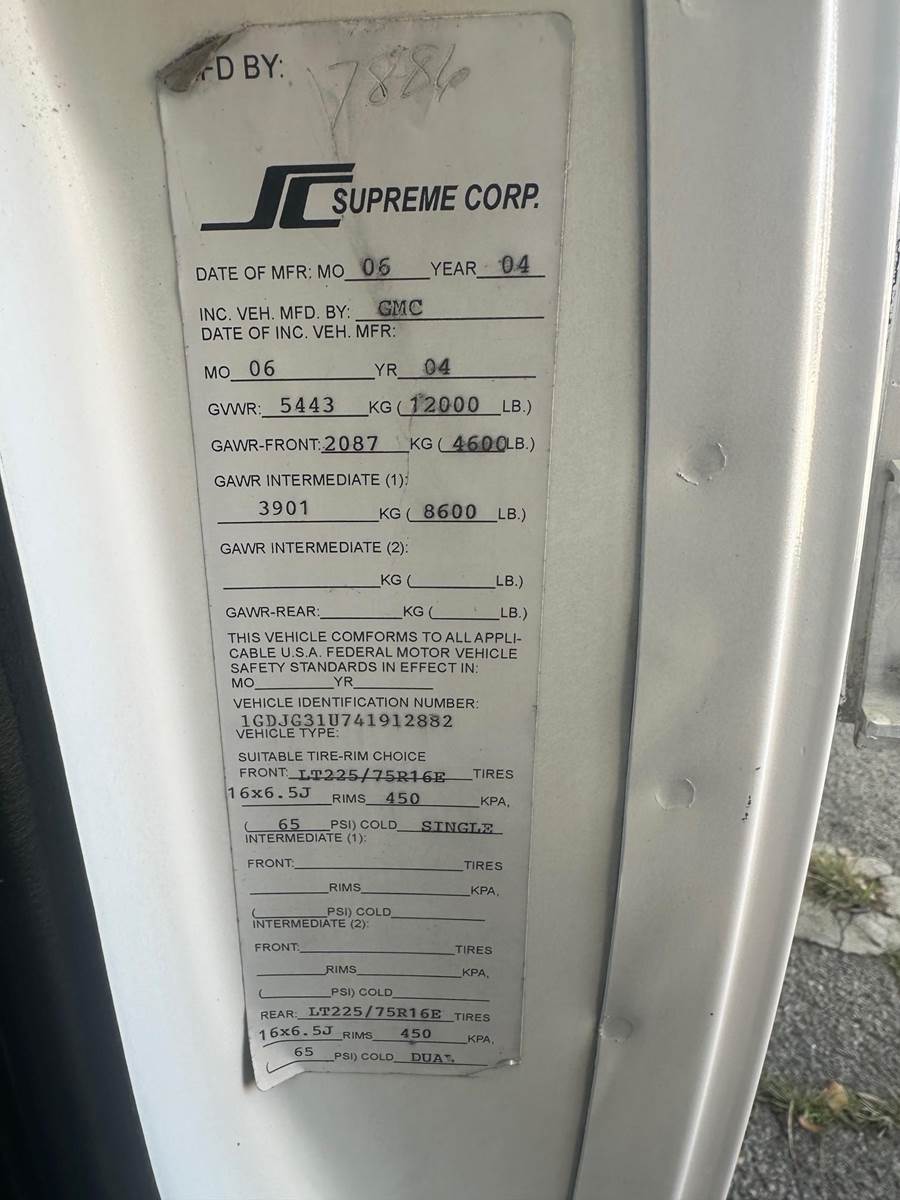 FD BY:
7886
SC SUPREME CORP.
DATE OF MFR: MO 06 YEAR 04
INC. VEH. MFD. BY: GMC
DATE OF INC. VEH. MFR:
MO 06 YR 04
GVWR: 5443 KG ( 12000 LB.)
GAWR-FRONT: 2087 KG ( 4600 LB.)
GAWR INTERMEDIATE (1):
3901 KG ( 8600 LB.)
GAWR INTERMEDIATE (2):
KG ( LB.)
GAWR-REAR: KG ( LB.)
THIS VEHICLE COMFORMS TO ALL APPLI-
CABLE U.S.A. FEDERAL MOTOR VEHICLE
SAFETY STANDARDS IN EFFECT IN:
MO YR
VEHICLE IDENTIFICATION NUMBER:
1GDJG31U741912882
VEHICLE TYPE:
SUITABLE TIRE-RIM CHOICE
FRONT: LT225/75R16E TIRES
16x6.5J RIMS 450 KPA,
( 65 PSI) COLD SINGLE
INTERMEDIATE (1):
FRONT: TIRES
RIMS KPA,
( PSI) COLD
INTERMEDIATE (2):
FRONT: TIRES
RIMS KPA,
( PSI) COLD
REAR: LT225/75R16E TIRES
16x6.5J RIMS 450 KPA,
( 65 PSI) COLD DUAL